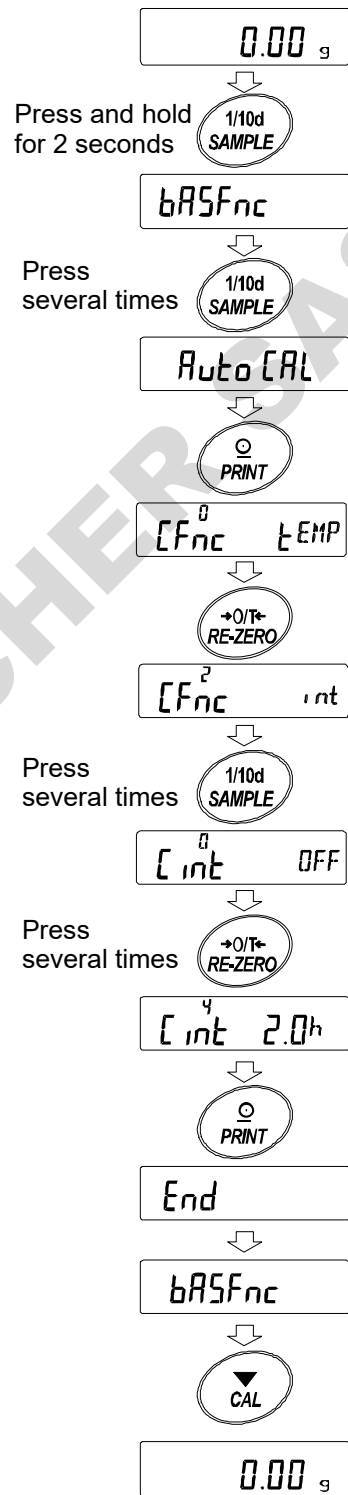 0.00 g
Press and hold
for 2 seconds
1/10d
SAMPLE
bASFnc
Press
several times
1/10d
SAMPLE
Auto CAL
PRINT
0
CFnc tEMP
→0/T←
RE-ZERO
2
CFnc int
Press
several times
1/10d
SAMPLE
0
C int OFF
Press
several times
→0/T←
RE-ZERO
4
C int 2.0h
PRINT
End
bASFnc
CAL
0.00 g